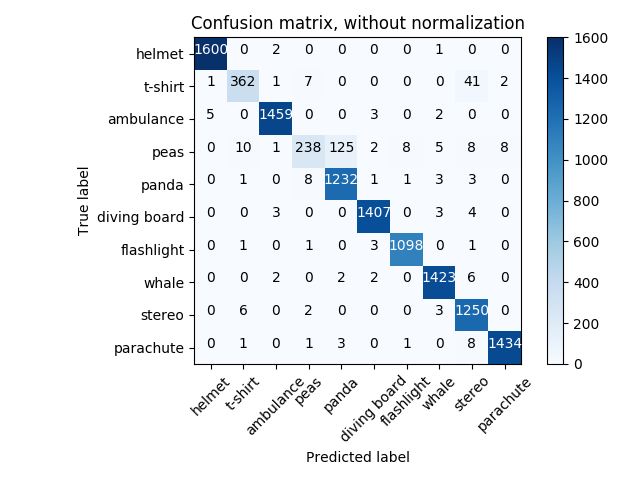 Confusion matrix, without normalization
True label
helmet 1600 0 2 0 0 0 0 1 0 0
t-shirt 1 362 1 7 0 0 0 0 41 2
ambulance 5 0 1459 0 0 3 0 2 0 0
peas 0 10 1 238 125 2 8 5 8 8
panda 0 1 0 8 1232 1 1 3 3 0
diving board 0 0 3 0 0 1407 0 3 4 0
flashlight 0 1 0 1 0 3 1098 0 1 0
whale 0 0 2 0 2 2 0 1423 6 0
stereo 0 6 0 2 0 0 0 3 1250 0
parachute 0 1 0 1 3 0 1 0 8 1434
helmet t-shirt ambulance peas panda diving board flashlight whale stereo parachute
Predicted label
1600
1400
1200
1000
800
600
400
200
0